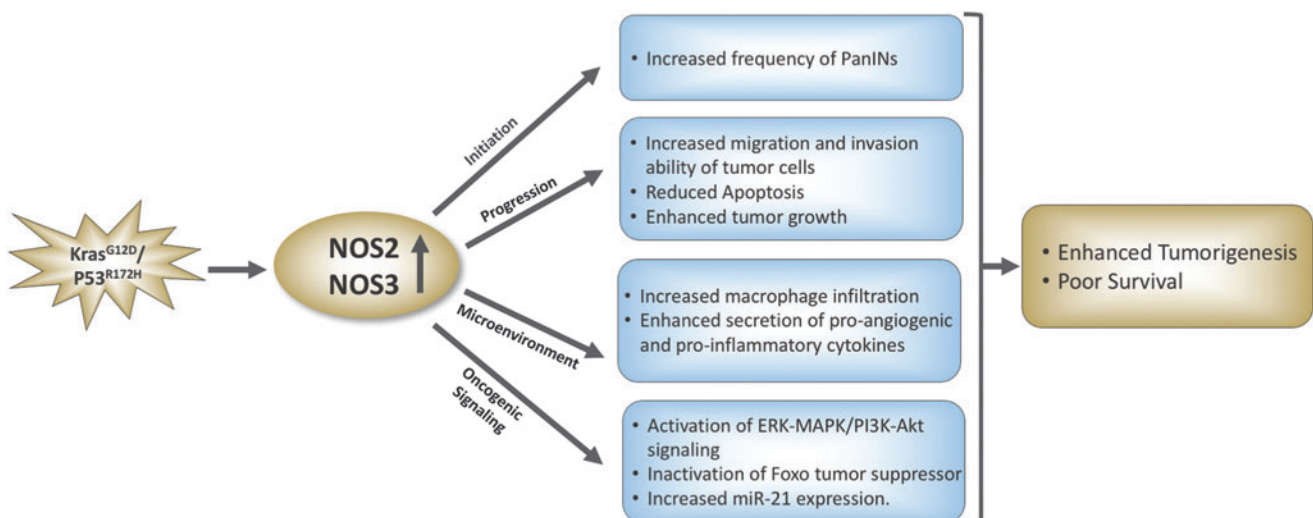 Kras^G12D/
P53^R172H
NOS2
NOS3
Initiation
Progression
Microenvironment
Oncogenic
Signaling
• Increased frequency of PanINs
• Increased migration and invasion
ability of tumor cells
• Reduced Apoptosis
• Enhanced tumor growth
• Increased macrophage infiltration
• Enhanced secretion of pro-angiogenic
and pro-inflammatory cytokines
• Activation of ERK-MAPK/PI3K-Akt
signaling
• Inactivation of Foxo tumor suppressor
• Increased miR-21 expression.
• Enhanced Tumorigenesis
• Poor Survival